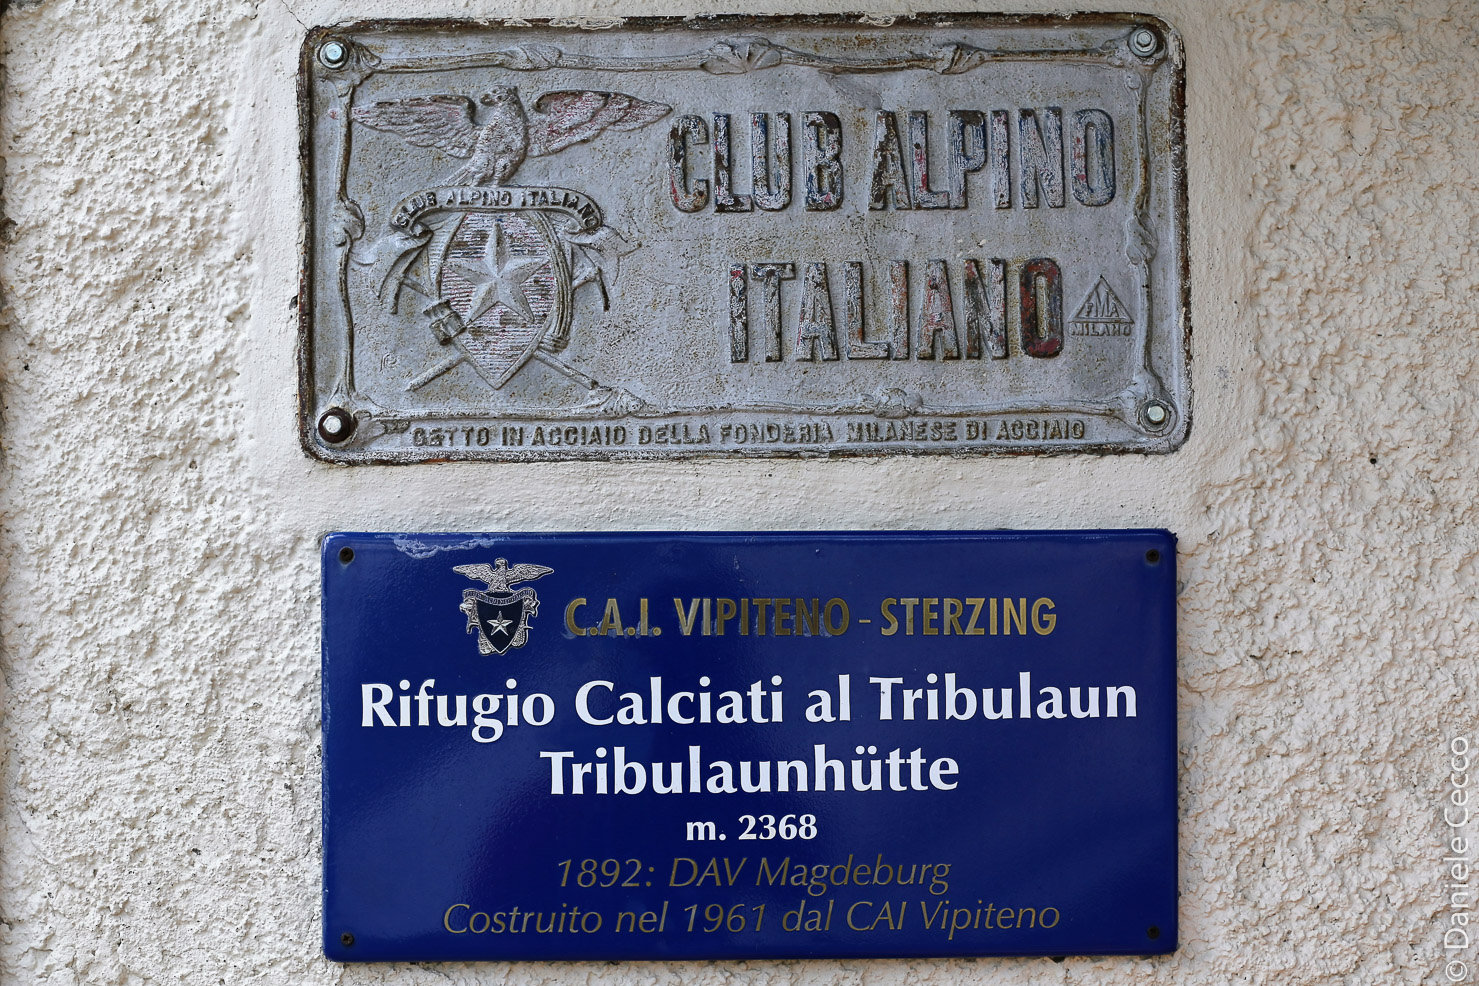 CLUB ALPINO
ITALIANO
CLUB ALPINO ITALIANO
FMA
MILANO
GETTO IN ACCIAIO DELLA FONDERIA MILANESE DI ACCIAIO
C.A.I. VIPITENO - STERZING
Rifugio Calciati al Tribulaun
Tribulaunhütte
m. 2368
1892: DAV Magdeburg
Costruito nel 1961 dal CAI Vipiteno
© Daniele Cecco